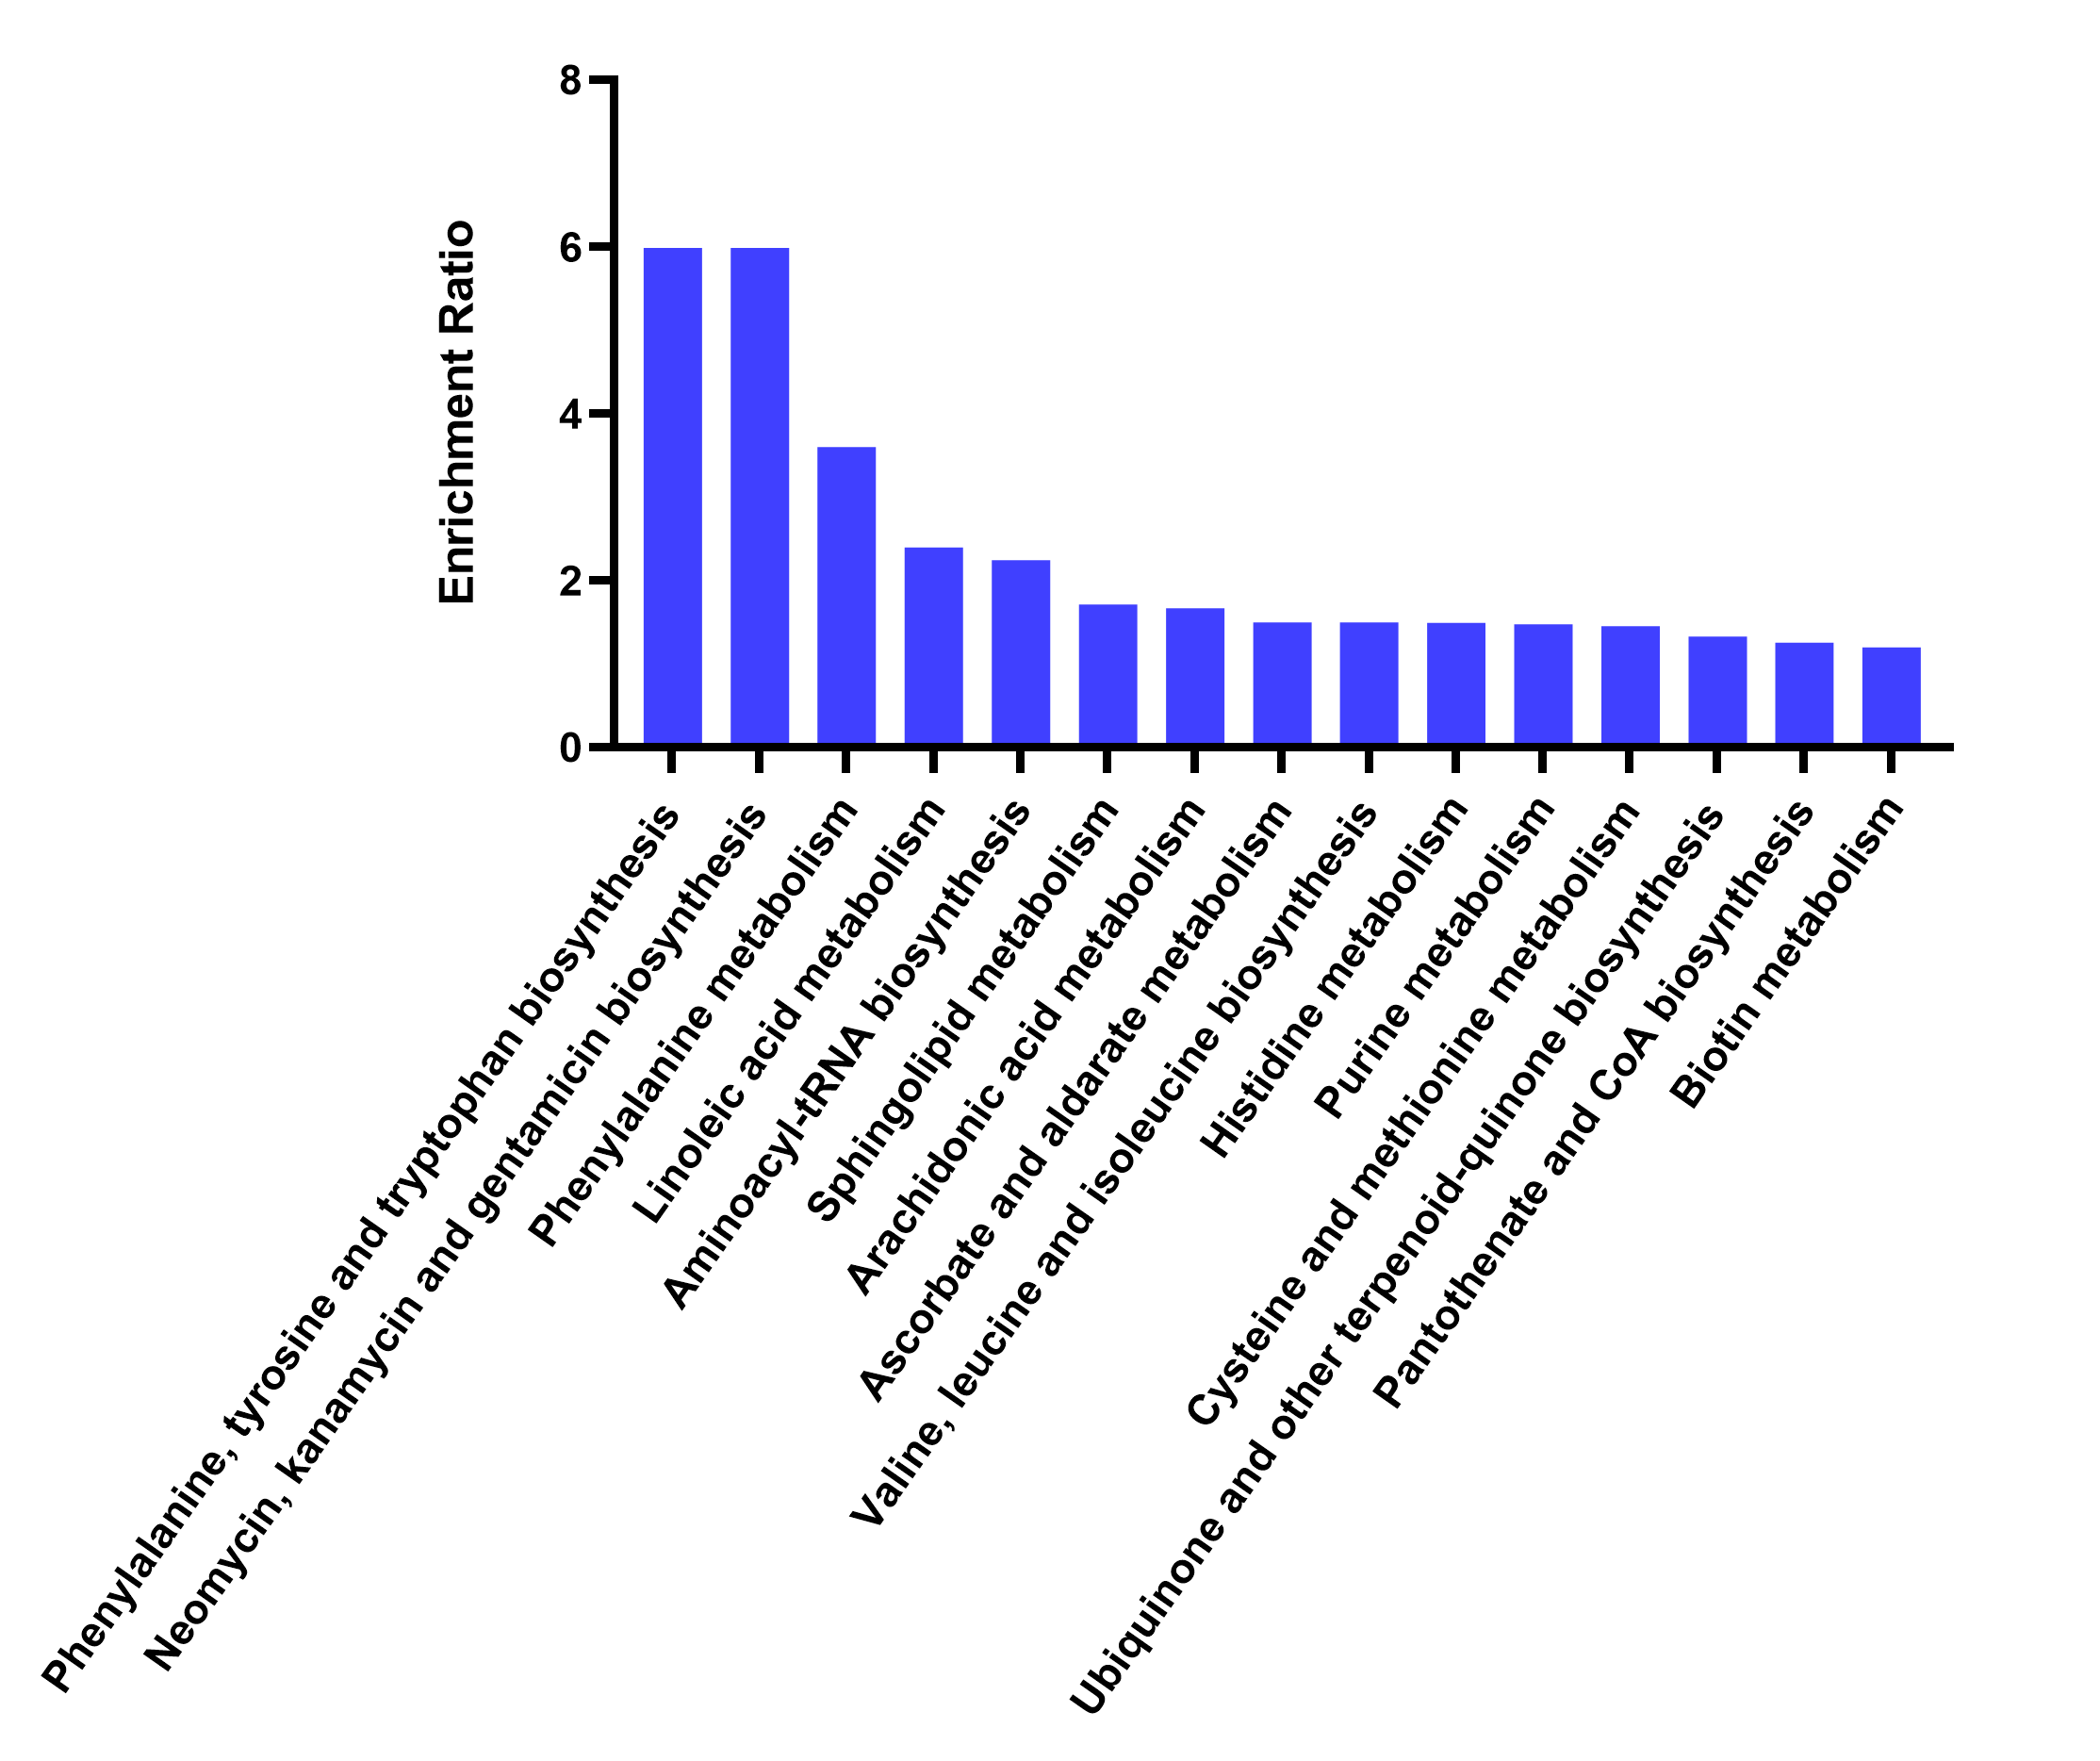 Enrichment Ratio
8
6
4
2
0
Phenylalanine, tyrosine and tryptophan biosynthesis
Neomycin, kanamycin and gentamicin biosynthesis
Phenylalanine metabolism
Linoleic acid metabolism
Aminoacyl-tRNA biosynthesis
Sphingolipid metabolism
Arachidonic acid metabolism
Ascorbate and aldarate metabolism
Valine, leucine and isoleucine biosynthesis
Histidine metabolism
Purine metabolism
Cysteine and methionine metabolism
Ubiquinone and other terpenoid-quinone biosynthesis
Pantothenate and CoA biosynthesis
Biotin metabolism